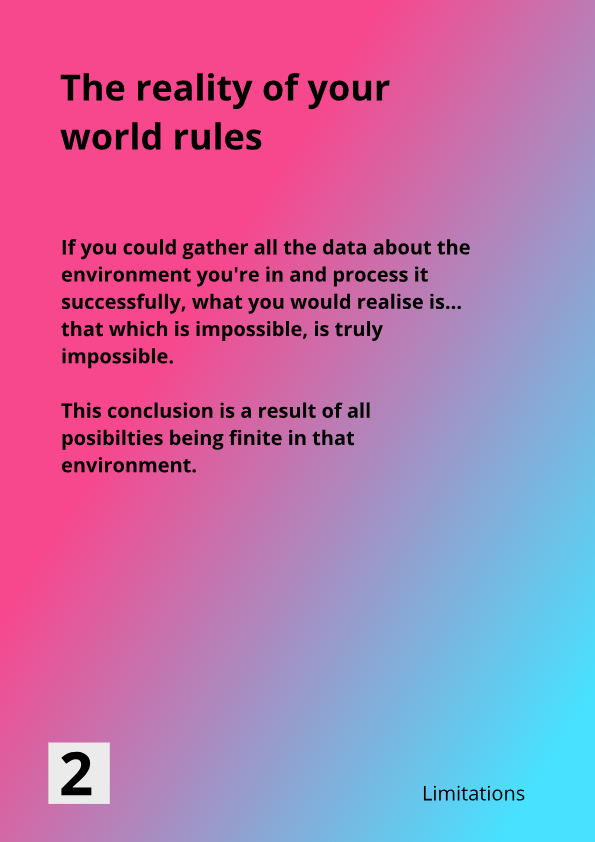 The reality of your
world rules
If you could gather all the data about the
environment you're in and process it
successfully, what you would realise is...
that which is impossible, is truly
impossible.
This conclusion is a result of all
posibilties being finite in that
environment.
2
Limitations